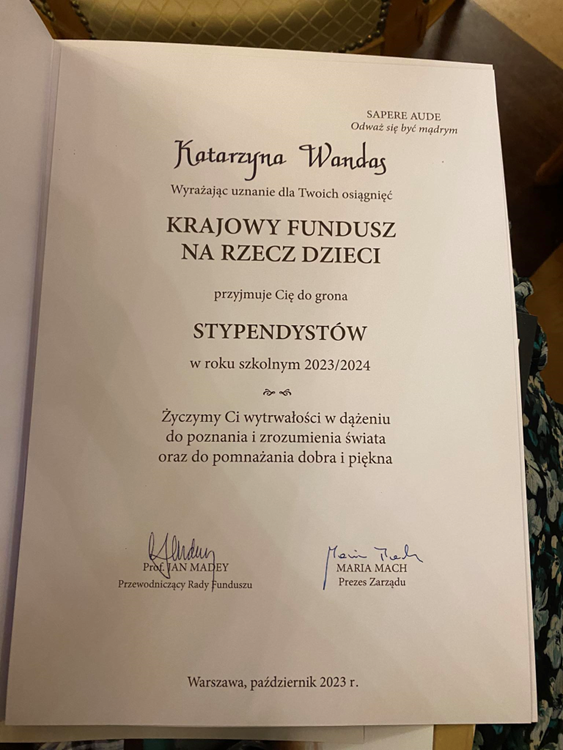 SAPERE AUDE
Odważ się być mądrym
Katarzyna Wandas
Wyrażając uznanie dla Twoich osiągnięć
KRAJOWY FUNDUSZ
NA RZECZ DZIECI
przyjmuje Cię do grona
STYPENDYSTÓW
w roku szkolnym 2023/2024
Życzymy Ci wytrwałości w dążeniu
do poznania i zrozumienia świata
oraz do pomnażania dobra i piękna
Prof. JAN MADEY
Przewodniczący Rady Funduszu
Maria Mach
MARIA MACH
Prezes Zarządu
Warszawa, październik 2023 r.